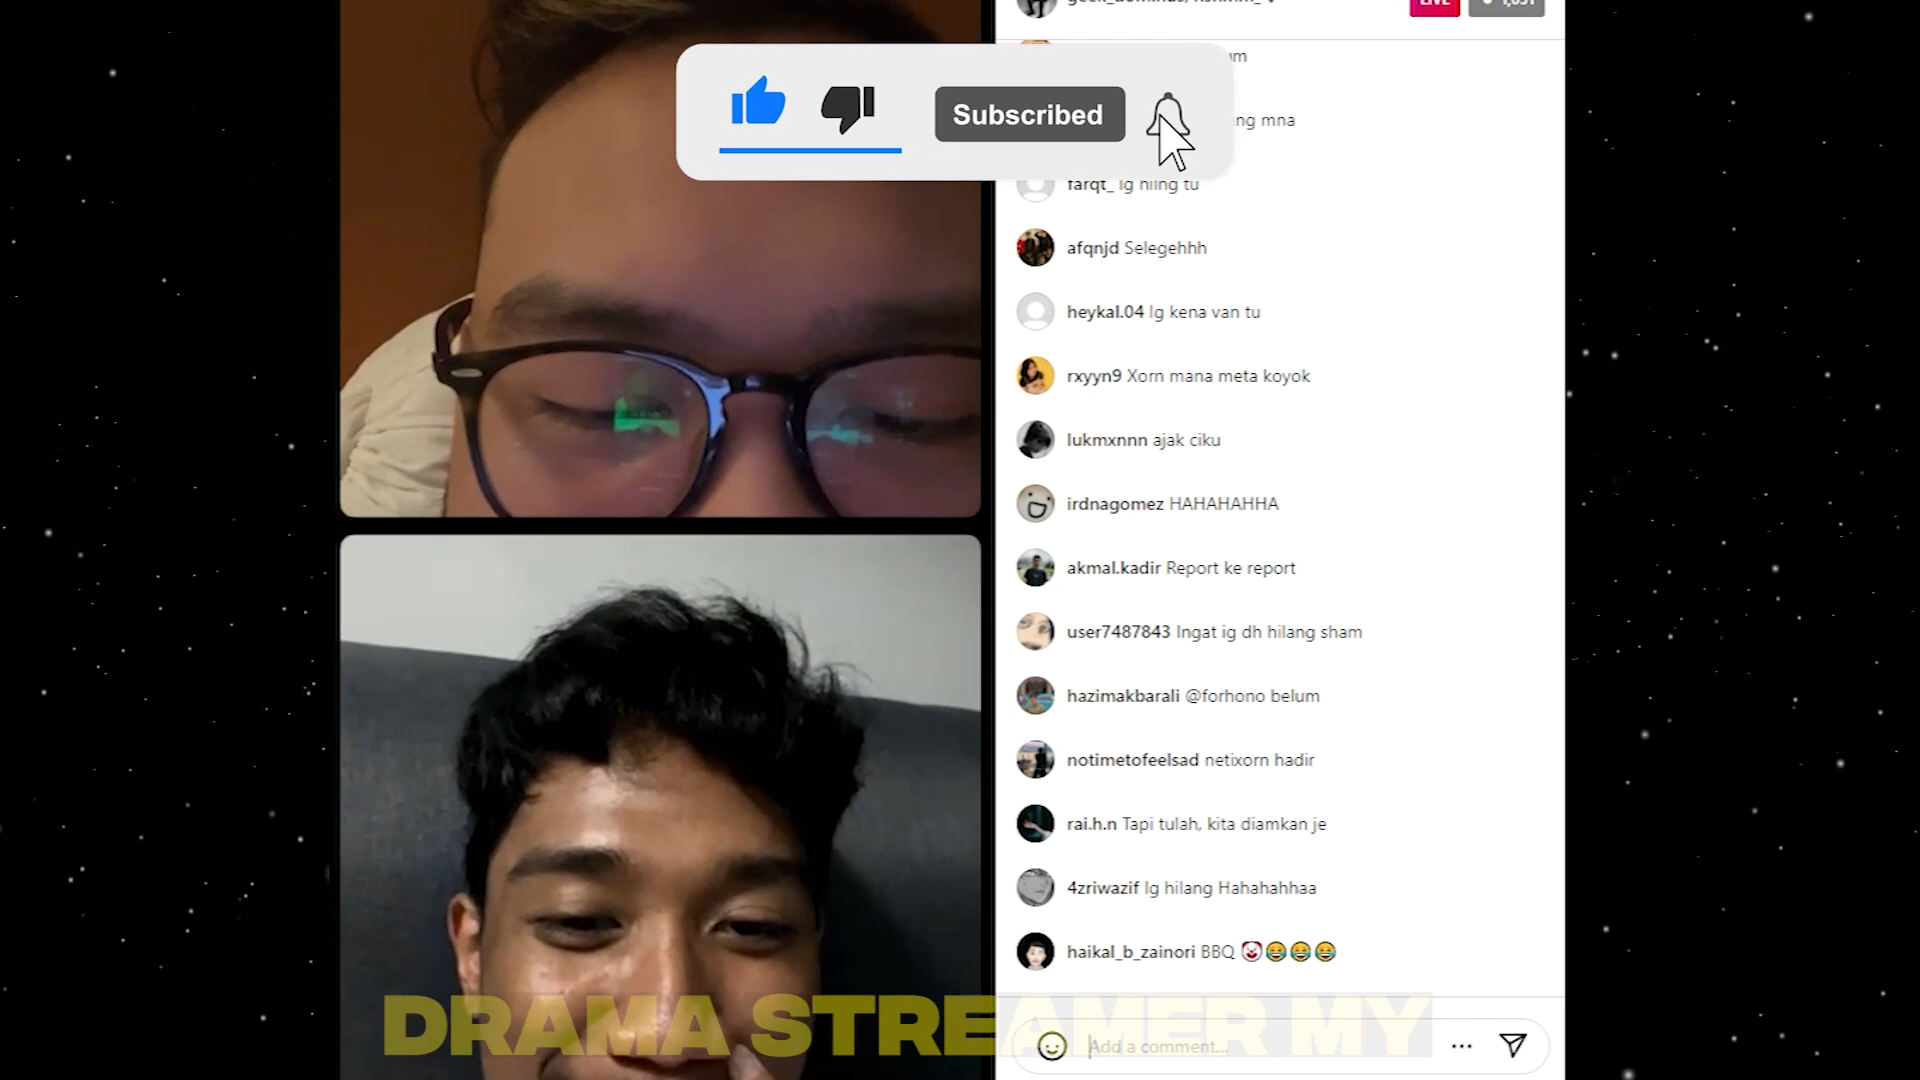 LIVE
Subscribed
ng mna
farqt_ Ig hilng tu
afqnjd Selegehhh
heykal.04 Ig kena van tu
rxyyn9 Xorn mana meta koyok
lukmxnnn ajak ciku
irdnagomez HAHAHAHHA
akmal.kadir Report ke report
user7487843 Ingat ig dh hilang sham
hazimakbarali @forhono belum
notimetofeelsad netixorn hadir
rai.h.n Tapi tulah, kita diamkan je
4zriwazif Ig hilang Hahahahhaa
haikal_b_zainori BBQ 🤡😂😂😂
DRAMA STREAMER MY
Add a comment...